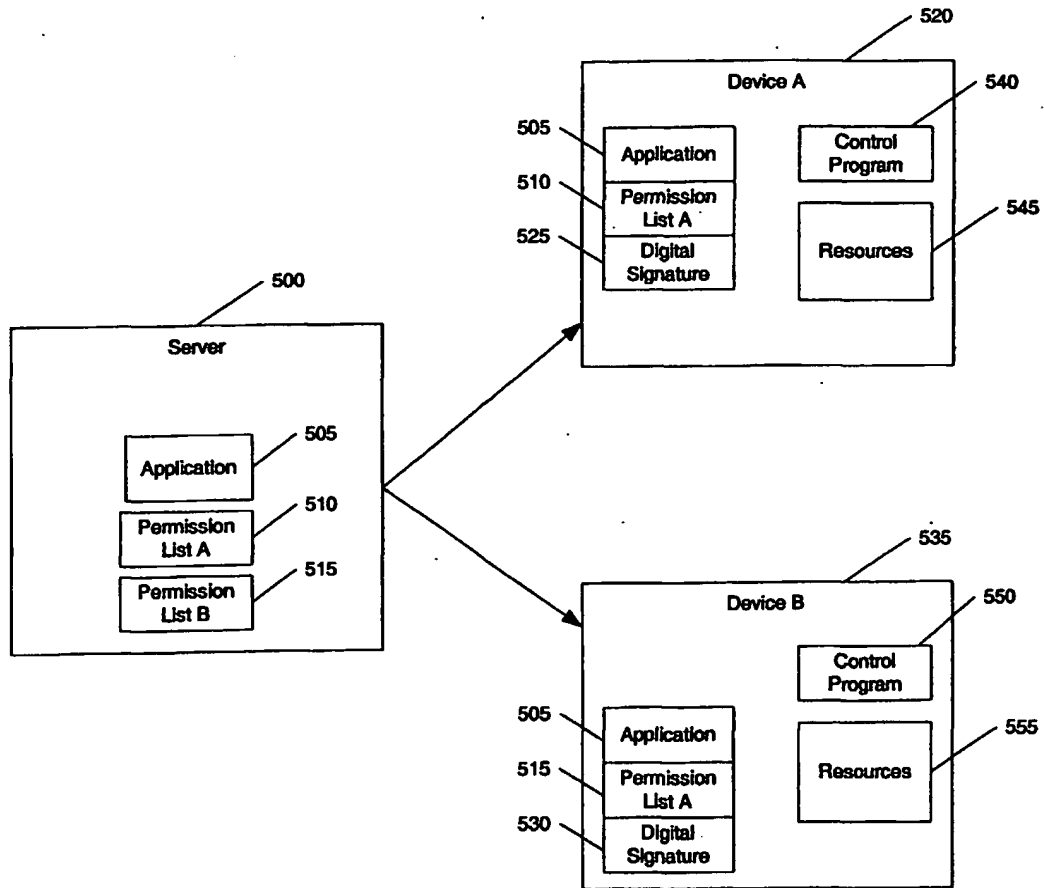 520
Device A
540
505
Application
Control
Program
510
Permission
List A
545
525
Digital
Signature
Resources
500
Server
505
Application
510
Permission
List A
515
Permission
List B
535
Device B
550
Control
Program
505
Application
555
515
Permission
List A
Resources
530
Digital
Signature